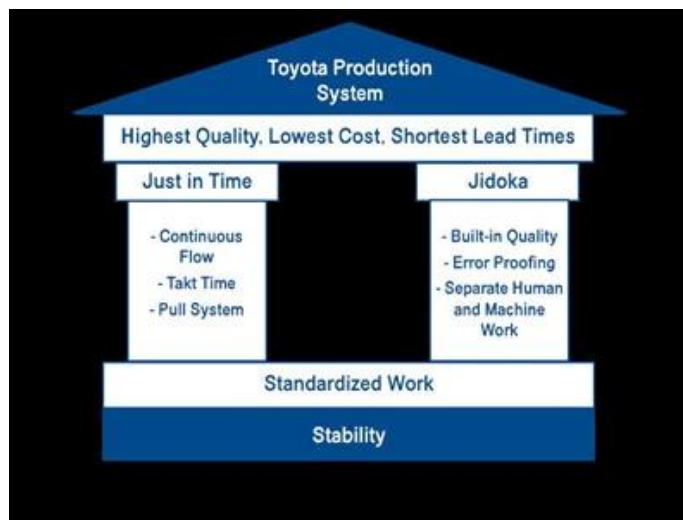 Toyota Production
System
Highest Quality, Lowest Cost, Shortest Lead Times
Just in Time
Jidoka
- Continuous
Flow
- Takt Time
- Pull System
- Built-in Quality
- Error Proofing
- Separate Human
and Machine
Work
Standardized Work
Stability